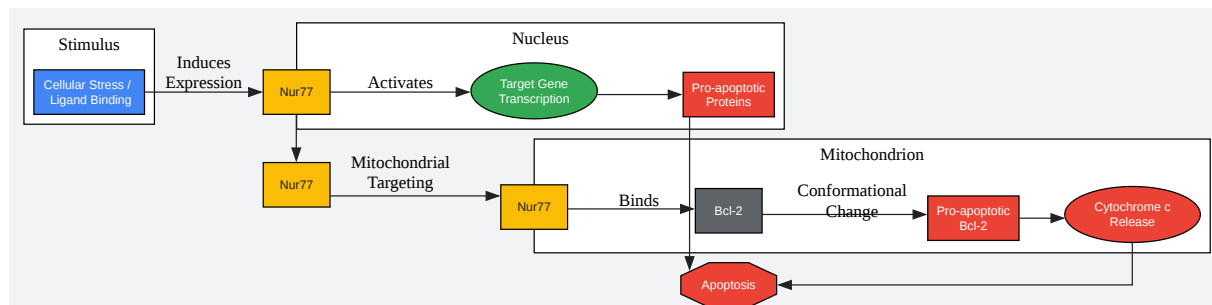 Stimulus
Cellular Stress /
Ligand Binding
Induces
Expression
Nucleus
Nur77
Activates
Target Gene
Transcription
Pro-apoptotic
Proteins
Nur77
Mitochondrial
Targeting
Mitochondrion
Nur77
Binds
Bcl-2
Conformational
Change
Pro-apoptotic
Bcl-2
Cytochrome c
Release
Apoptosis